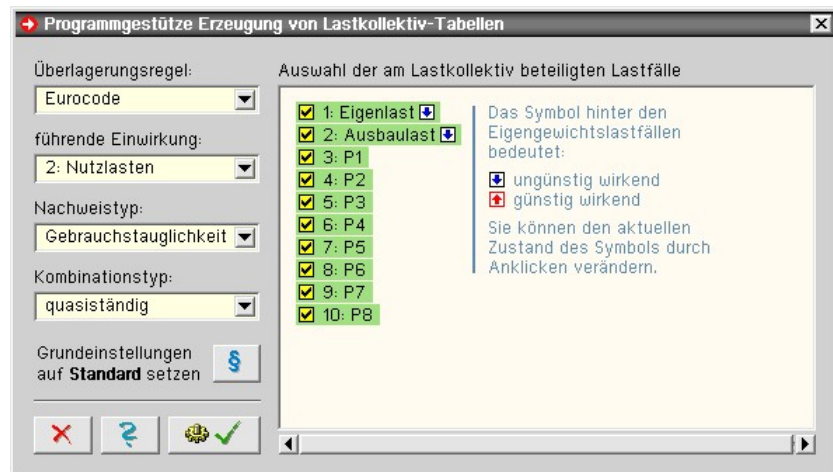 Programmgestütze Erzeugung von Lastkollektiv-Tabellen
Überlagerungsregel:
Eurocode
führende Einwirkung:
2: Nutzlasten
Nachweistyp:
Gebrauchstauglichkeit
Kombinationstyp:
quasiständig
Grundeinstellungen
auf Standard setzen
§
Auswahl der am Lastkollektiv beteiligten Lastfälle
1: Eigenlast
2: Ausbaulast
3: P1
4: P2
5: P3
6: P4
7: P5
8: P6
9: P7
10: P8
Das Symbol hinter den
Eigengewichtslastfällen
bedeutet:
ungünstig wirkend
günstig wirkend
Sie können den aktuellen
Zustand des Symbols durch
Anklicken verändern.